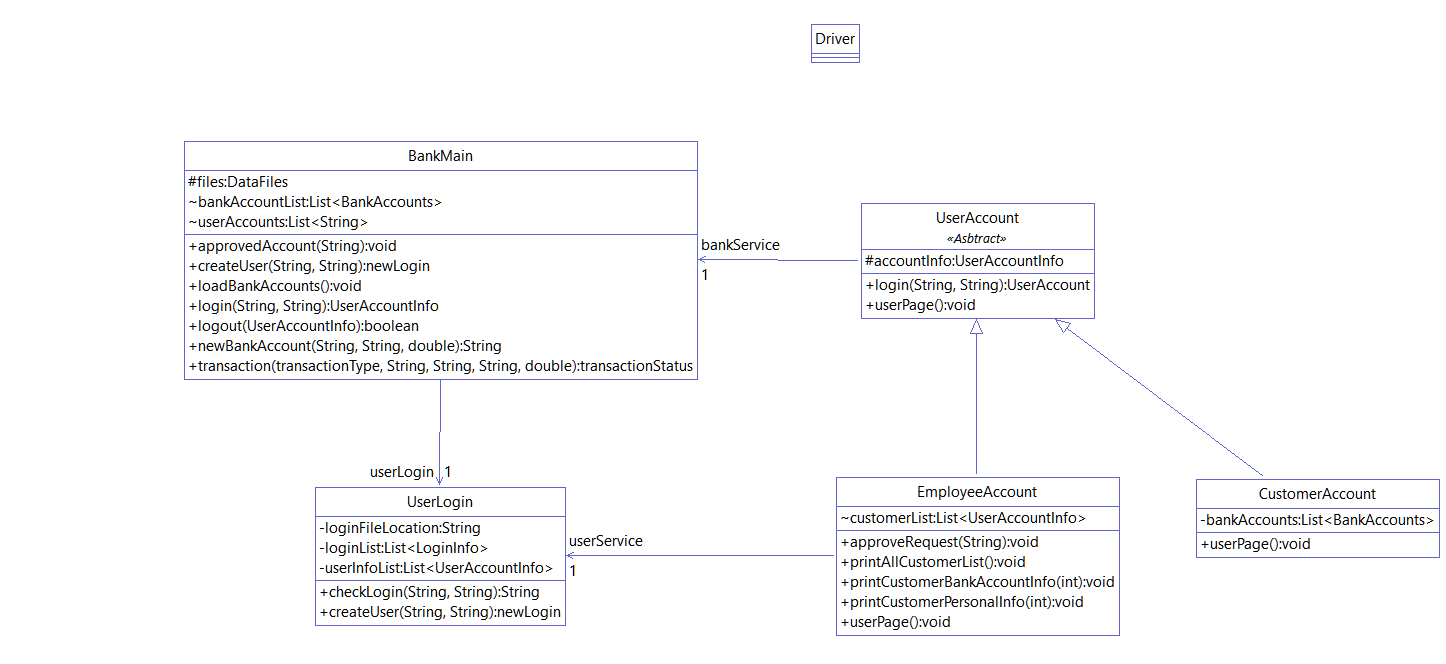 Driver
BankMain
#files:DataFiles
~bankAccountList:List<BankAccounts>
~userAccounts:List<String>
+approvedAccount(String):void
+createUser(String, String):newLogin
+loadBankAccounts():void
+login(String, String):UserAccountInfo
+logout(UserAccountInfo):boolean
+newBankAccount(String, String, double):String
+transaction(transactionType, String, String, String, double):transactionStatus
bankService
1
UserAccount
«Asbtract»
#accountInfo:UserAccountInfo
+login(String, String):UserAccount
+userPage():void
userLogin
1
UserLogin
-loginFileLocation:String
-loginList:List<LoginInfo>
-userInfoList:List<UserAccountInfo>
+checkLogin(String, String):String
+createUser(String, String):newLogin
userService
1
EmployeeAccount
~customerList:List<UserAccountInfo>
+approveRequest(String):void
+printAllCustomerList():void
+printCustomerBankAccountInfo(int):void
+printCustomerPersonalInfo(int):void
+userPage():void
CustomerAccount
-bankAccounts:List<BankAccounts>
+userPage():void